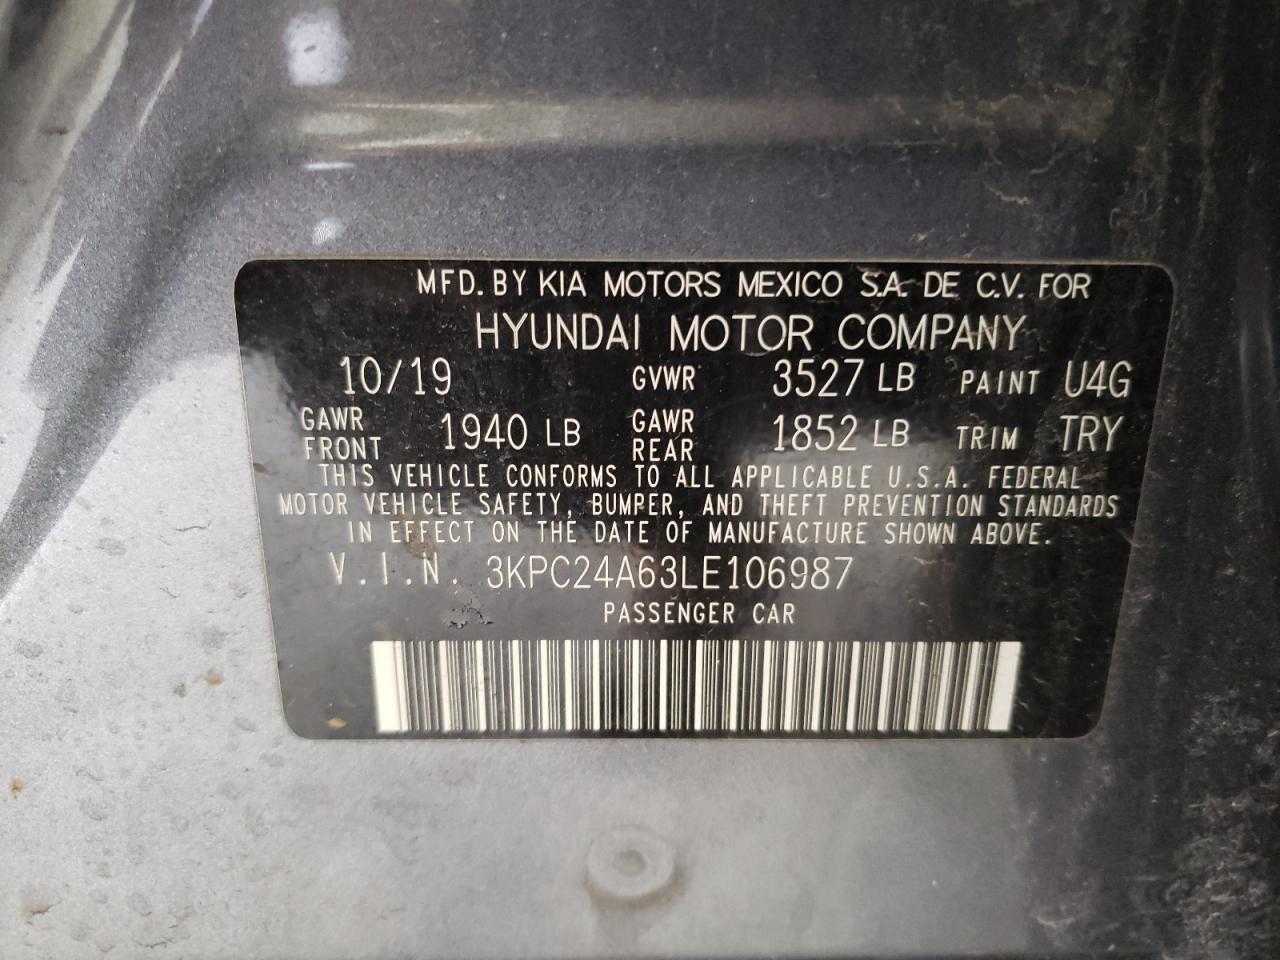 MFD. BY KIA MOTORS MEXICO S.A. DE C.V. FOR
HYUNDAI MOTOR COMPANY
10/19 GVWR 3527 LB PAINT U4G
GAWR FRONT 1940 LB GAWR REAR 1852 LB TRIM TRY
THIS VEHICLE CONFORMS TO ALL APPLICABLE U.S.A. FEDERAL
MOTOR VEHICLE SAFETY, BUMPER, AND THEFT PREVENTION STANDARDS
IN EFFECT ON THE DATE OF MANUFACTURE SHOWN ABOVE.
V.I.N. 3KPC24A63LE106987
PASSENGER CAR